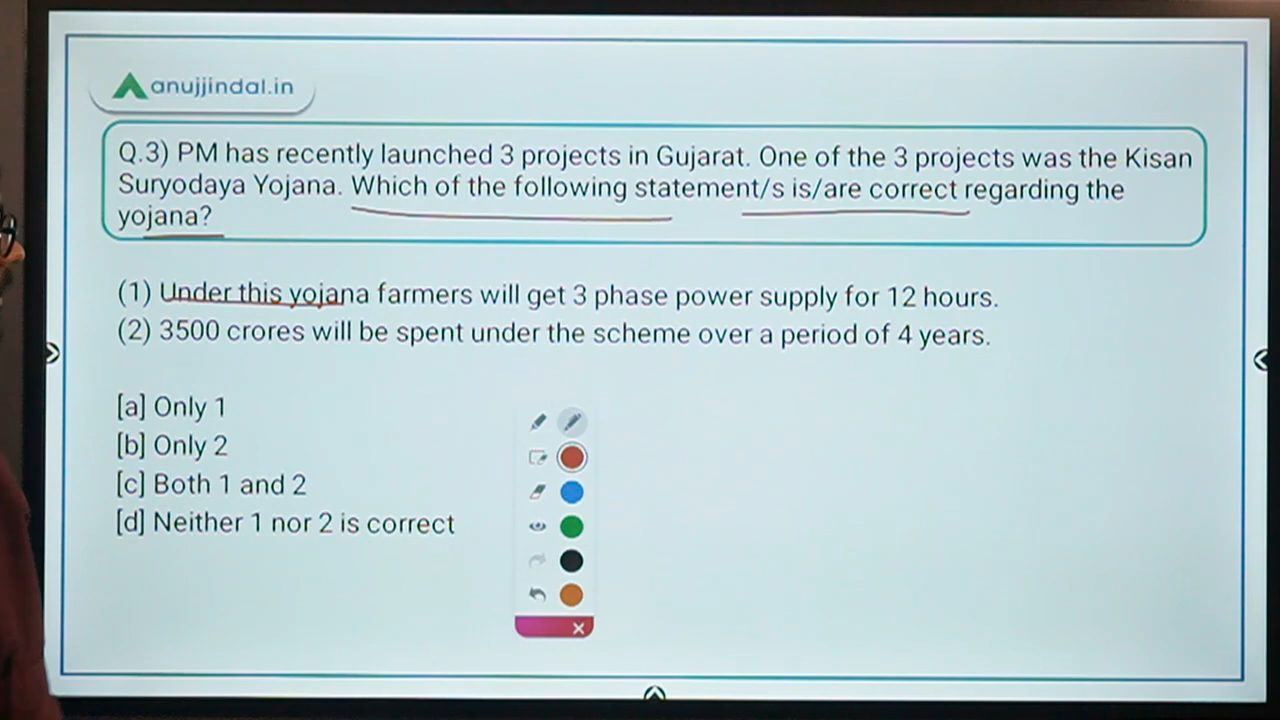 anujjindal.in
Q.3) PM has recently launched 3 projects in Gujarat. One of the 3 projects was the Kisan
Suryodaya Yojana. Which of the following statement/s is/are correct regarding the
yojana?
(1) Under this yojana farmers will get 3 phase power supply for 12 hours.
(2) 3500 crores will be spent under the scheme over a period of 4 years.
[a] Only 1
[b] Only 2
[c] Both 1 and 2
[d] Neither 1 nor 2 is correct